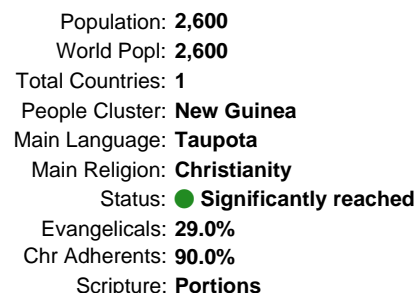 Population: 2,600
World Popl: 2,600
Total Countries: 1
People Cluster: New Guinea
Main Language: Taupota
Main Religion: Christianity
Status: Significantly reached
Evangelicals: 29.0%
Chr Adherents: 90.0%
Scripture: Portions